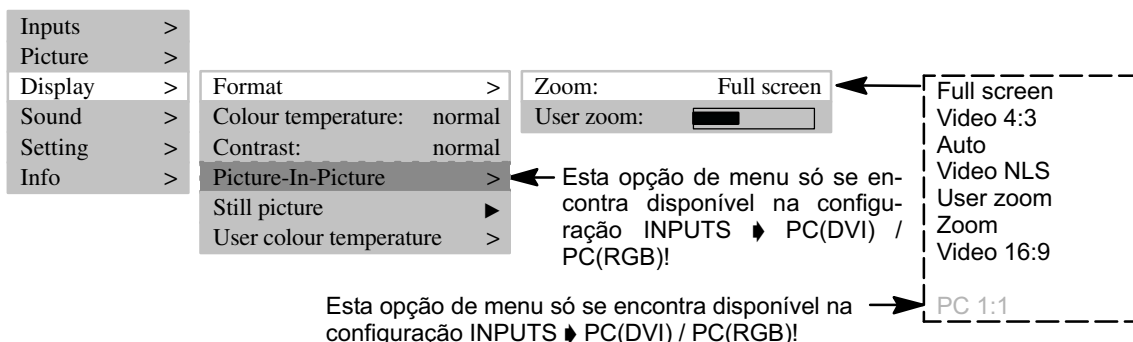 Inputs >
Picture >
Display >
Sound >
Setting >
Info >
Format >
Colour temperature: normal
Contrast: normal
Picture-In-Picture >
Still picture ▶
User colour temperature >
Zoom: Full screen
User zoom:
Full screen
Video 4:3
Auto
Video NLS
User zoom
Zoom
Video 16:9
PC 1:1
Esta opção de menu só se en-
contra disponível na configu-
ração INPUTS ➧ PC(DVI) /
PC(RGB)!
Esta opção de menu só se encontra disponível na
configuração INPUTS ➧ PC(DVI) / PC(RGB)!